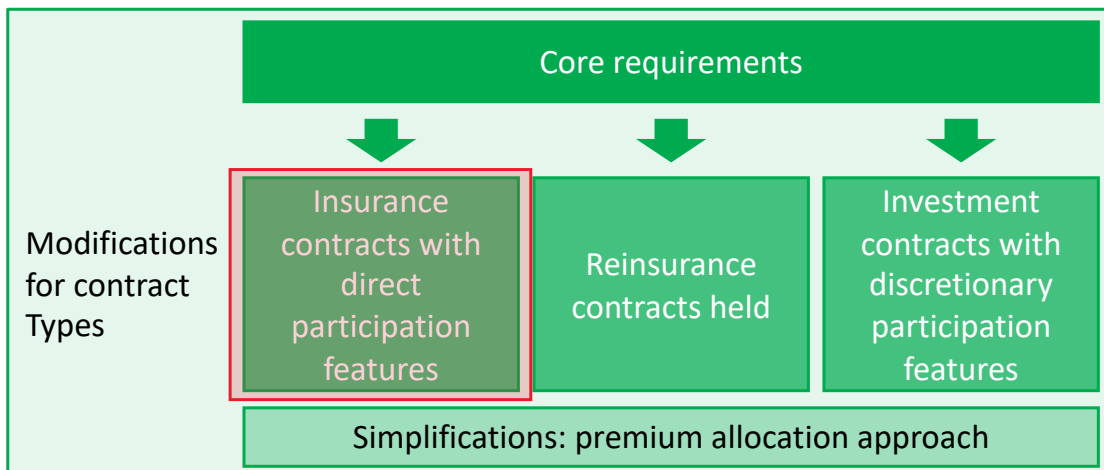 Core requirements
Modifications
for contract
Types
Insurance
contracts with
direct
participation
features
Reinsurance
contracts held
Investment
contracts with
discretionary
participation
features
Simplifications: premium allocation approach